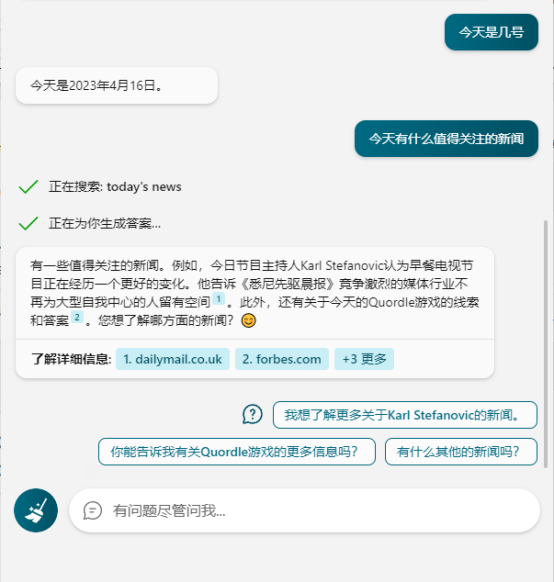 今天是几号
今天是2023年4月16日。
今天有什么值得关注的新闻
正在搜索: today's news
正在为你生成答案...
有一些值得关注的新闻。例如，今日节目主持人Karl Stefanovic认为早餐电视节
目正在经历一个更好的变化。他告诉《悉尼先驱晨报》竞争激烈的媒体行业不
再为大型自我中心的人留有空间 1 。此外，还有关于今天的Quordle游戏的线索
和答案 2 。您想了解哪方面的新闻？😊
了解详细信息: 1. dailymail.co.uk 2. forbes.com +3 更多
我想了解更多关于Karl Stefanovic的新闻。
你能告诉我有关Quordle游戏的更多信息吗？ 有什么其他的新闻吗？
有问题尽管问我...